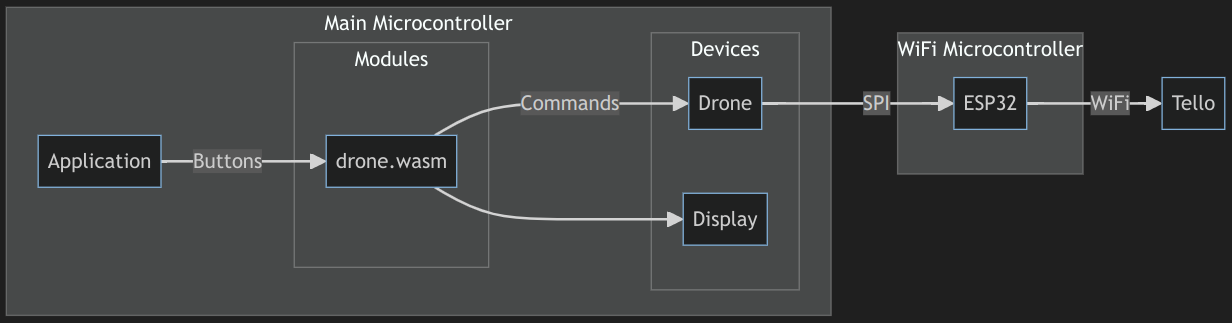 Main Microcontroller
Modules
Devices
WiFi Microcontroller
Application
Buttons
drone.wasm
Commands
Drone
SPI
ESP32
WiFi
Tello
Display